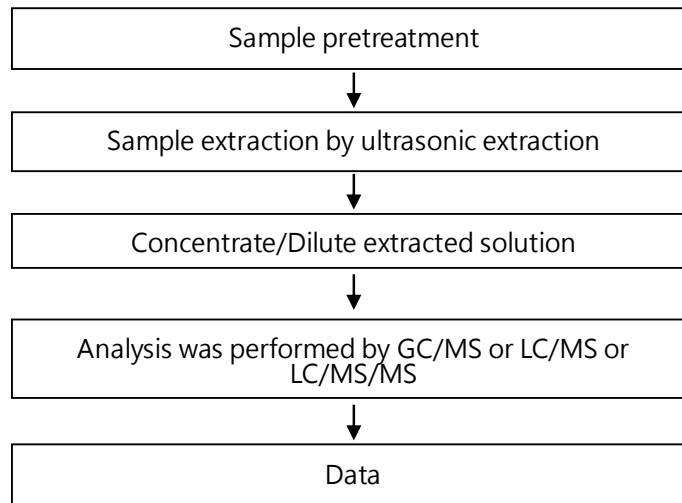 Sample pretreatment
Sample extraction by ultrasonic extraction
Concentrate/Dilute extracted solution
Analysis was performed by GC/MS or LC/MS or
LC/MS/MS
Data